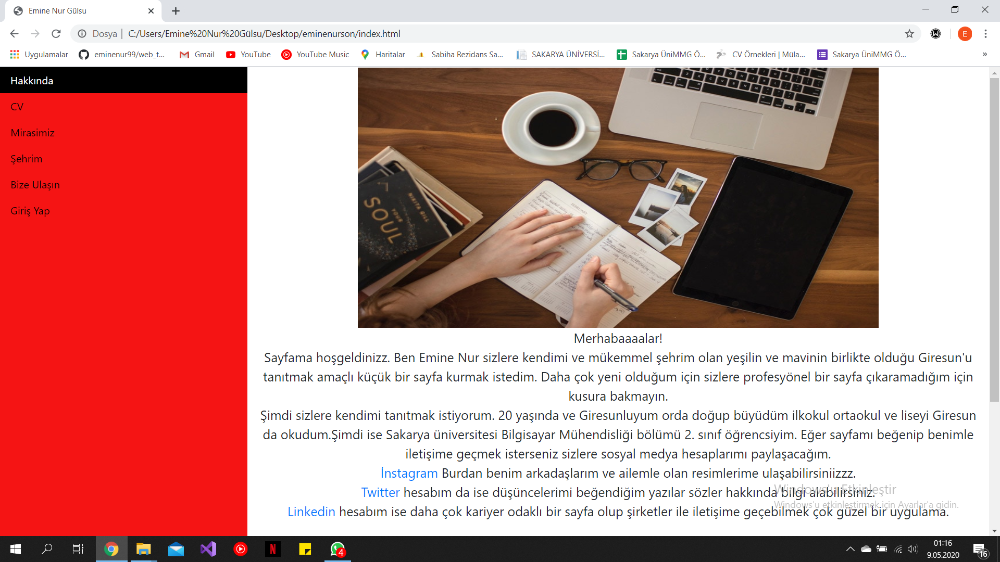 Emine Nur Gülsu
Dosya | C:/Users/Emine%20Nur%20Gülsu/Desktop/eminenurson/index.html
E
Uygulamalar eminenur99/web_t... Gmail YouTube YouTube Music Haritalar Sabiha Rezidans Sa... SAKARYA ÜNİVERSİ... Sakarya ÜniMMG Ö... CV Örnekleri | Müla... Sakarya ÜniMMG Ö... »
Hakkında
CV
Mirasimiz
Şehrim
Bize Ulaşın
Giriş Yap
NIKITA GILL
YOUR
SOUL
FEBRUARY
Merhabaaaalar!
Sayfama hoşgeldinizz. Ben Emine Nur sizlere kendimi ve mükemmel şehrim olan yeşilin ve mavinin birlikte olduğu Giresun'u
tanıtmak amaçlı küçük bir sayfa kurmak istedim. Daha çok yeni olduğum için sizlere profesyönel bir sayfa çıkaramadığım için
kusura bakmayın.
Şimdi sizlere kendimi tanıtmak istiyorum. 20 yaşında ve Giresunluyum orda doğup büyüdüm ilkokul ortaokul ve liseyi Giresun
da okudum.Şimdi ise Sakarya üniversitesi Bilgisayar Mühendisliği bölümü 2. sınıf öğrencsiyim. Eğer sayfamı beğenip benimle
iletişime geçmek isterseniz sizlere sosyal medya hesaplarımı paylaşacağım.
İnstagram Burdan benim arkadaşlarım ve ailemle olan resimlerime ulaşabilirsiniizzz.
Twitter hesabım da ise düşüncelerimi beğendiğim yazılar sözler hakkında bilgi alabilirsiniz.
Linkedin hesabım ise daha çok kariyer odaklı bir sayfa olup şirketler ile iletişime geçebilmek çok güzel bir uygulama.
Windows'u Etkinleştir
Windows'u etkinleştirmek için Ayarlar'a gidin.
4
01:16
9.05.2020
16